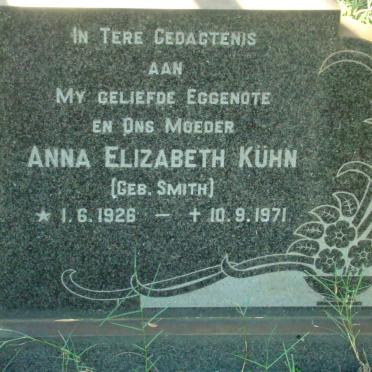 IN TERE GEDAGTENIS
AAN
MY GELIEFDE EGGENOTE
EN ONS MOEDER
ANNA ELIZABETH KÜHN
(GEB. SMITH)
★ 1.6.1926 — ✝ 10.9.1971